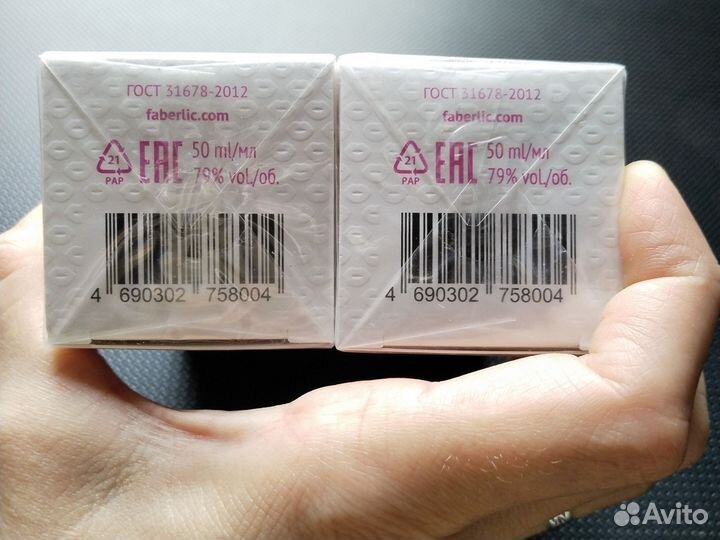 ГОСТ 31678-2012
faberlic.com
21
PAP
EAC
50 ml/мл
79% vol./об.
4 690302 758004
ГОСТ 31678-2012
faberlic.com
21
PAP
EAC
50 ml/мл
79% vol./об.
4 690302 758004
Avito